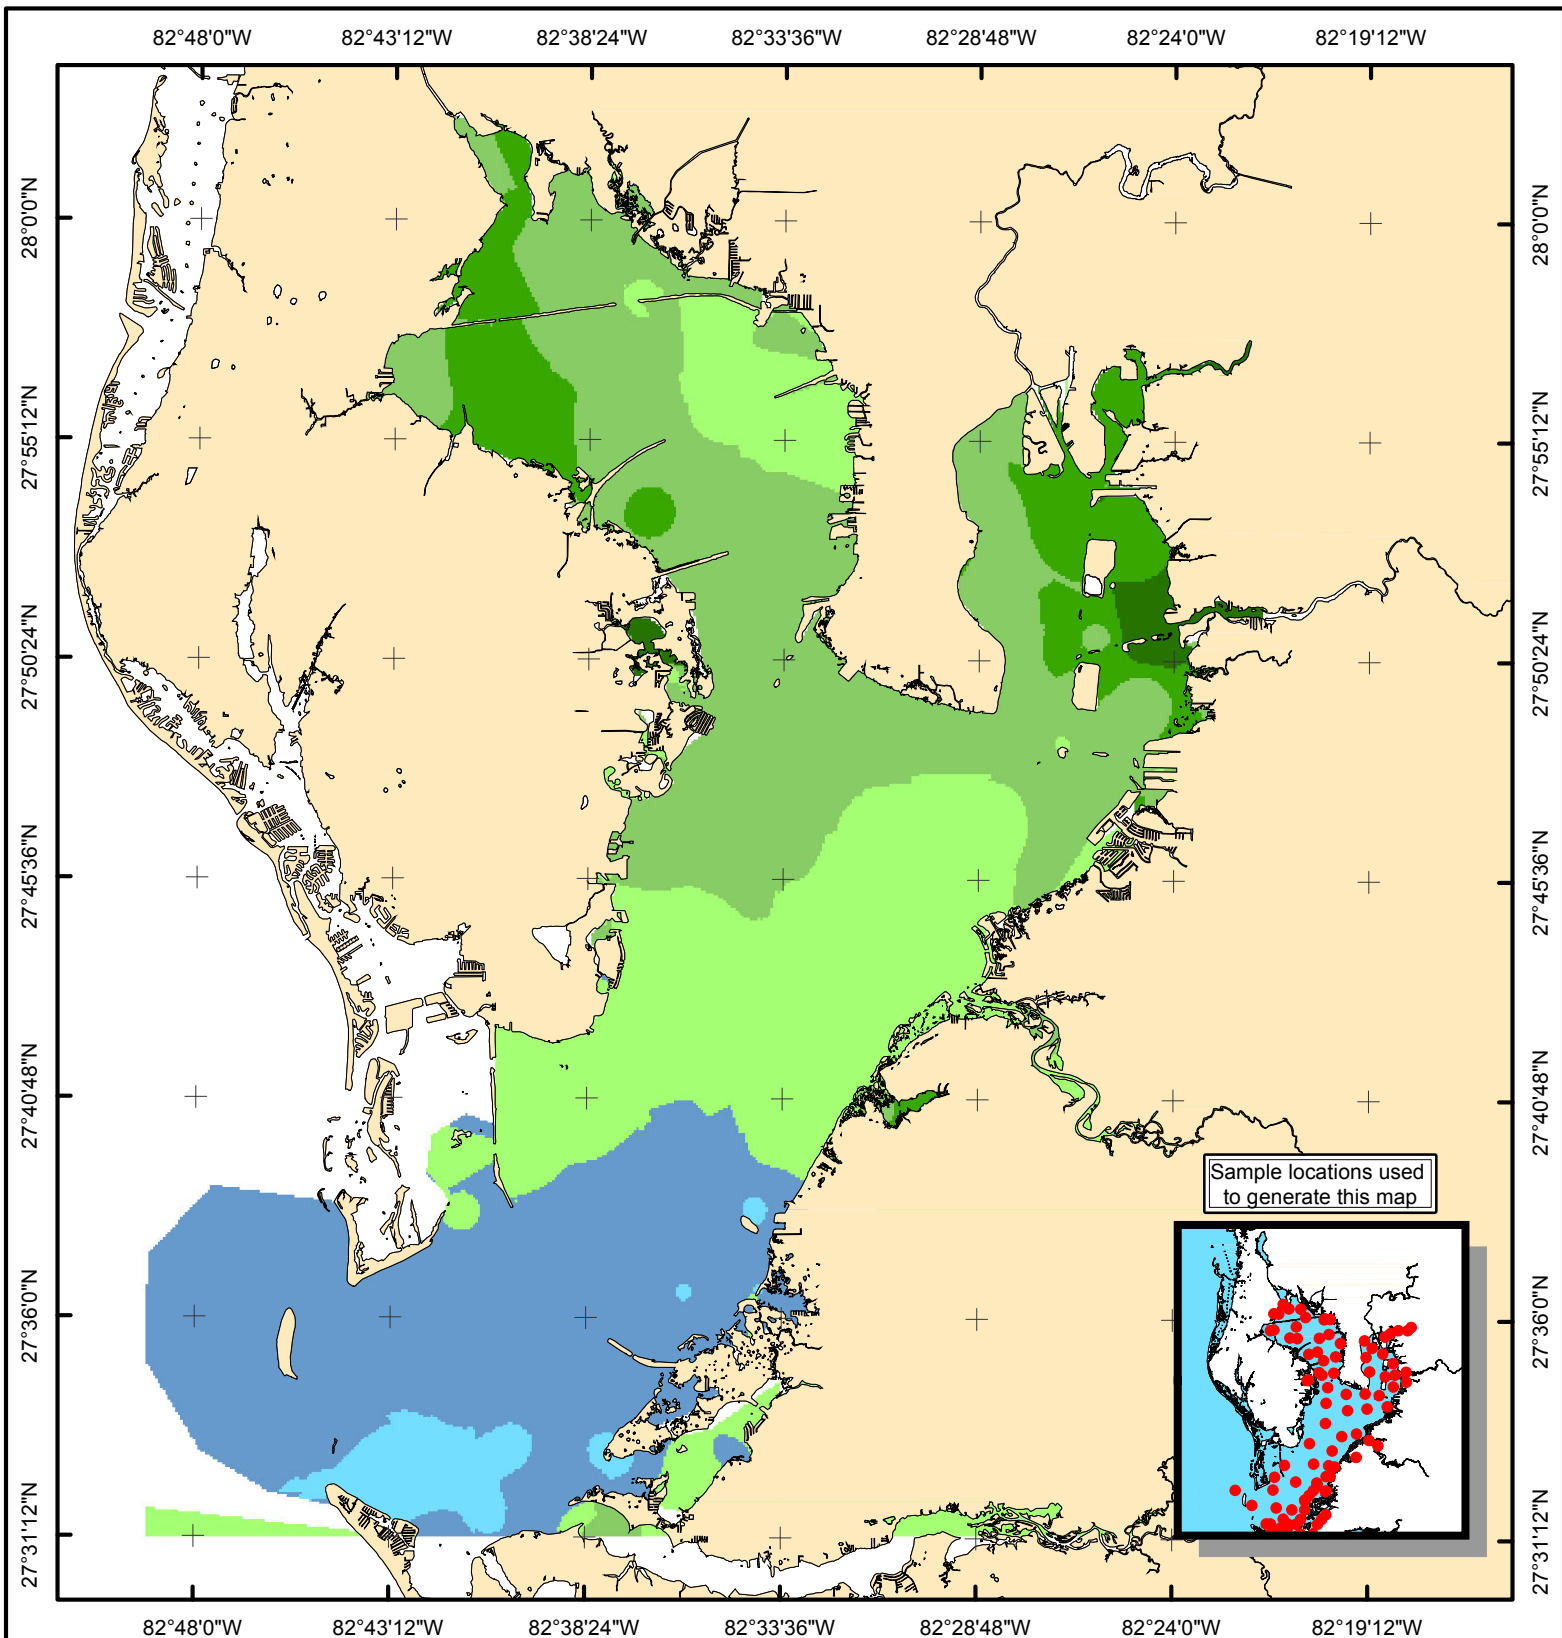 82°48'0"W 82°43'12"W 82°38'24"W 82°33'36"W 82°28'48"W 82°24'0"W 82°19'12"W
28°0'0"N 28°0'0"N
27°55'12"N 27°55'12"N
27°50'24"N 27°50'24"N
27°45'36"N 27°45'36"N
27°40'48"N 27°40'48"N
Sample locations used
to generate this map
27°36'0"N 27°36'0"N
27°31'12"N 27°31'12"N
82°48'0"W 82°43'12"W 82°38'24"W 82°33'36"W 82°28'48"W 82°24'0"W 82°19'12"W